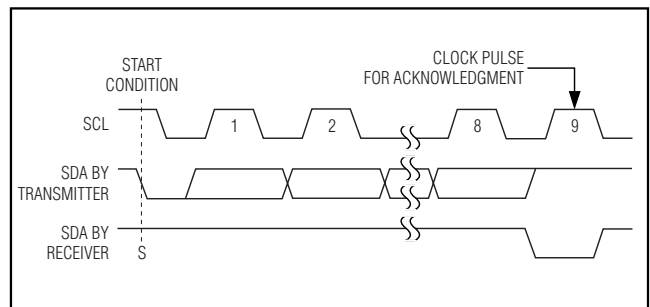 START
CONDITION
CLOCK PULSE
FOR ACKNOWLEDGMENT
SCL
1
2
8
9
SDA BY
TRANSMITTER
SDA BY
RECEIVER
S